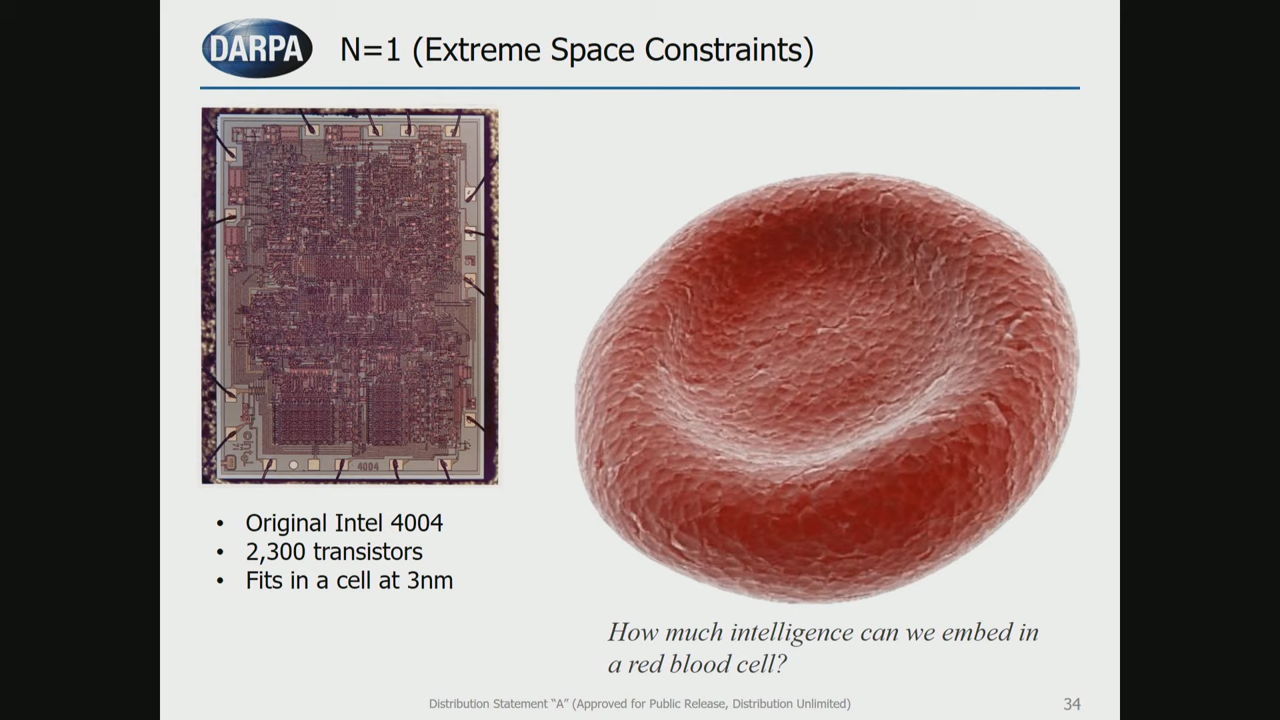 DARPA
N=1 (Extreme Space Constraints)
intel
4004
• Original Intel 4004
• 2,300 transistors
• Fits in a cell at 3nm
How much intelligence can we embed in
a red blood cell?
Distribution Statement “A” (Approved for Public Release, Distribution Unlimited)
34